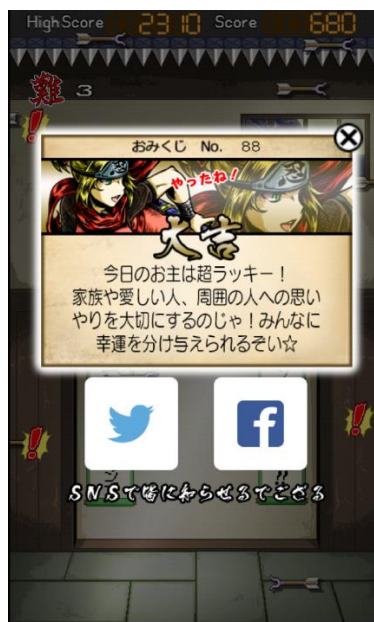 High Score 2310 Score 680
難 3
おみくじ No. 88
やったね!
大吉
今日のお主は超ラッキー!
家族や愛しい人、周囲の人への思い
やりを大切にするのじゃ!みんなに
幸運を分け与えられるぞい☆
SNSで皆に知らせるでござる